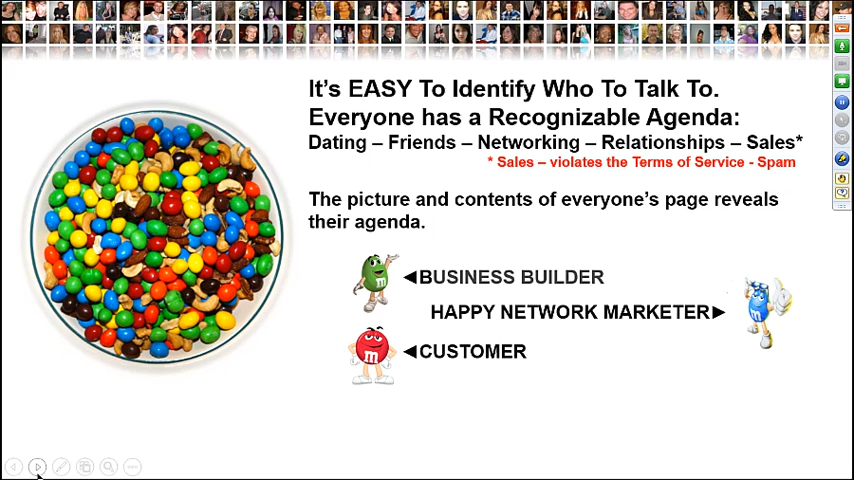 It's EASY To Identify Who To Talk To.
Everyone has a Recognizable Agenda:
Dating – Friends – Networking – Relationships – Sales*
* Sales – violates the Terms of Service - Spam
The picture and contents of everyone's page reveals
their agenda.
◄BUSINESS BUILDER
HAPPY NETWORK MARKETER►
◄CUSTOMER
m
m
m